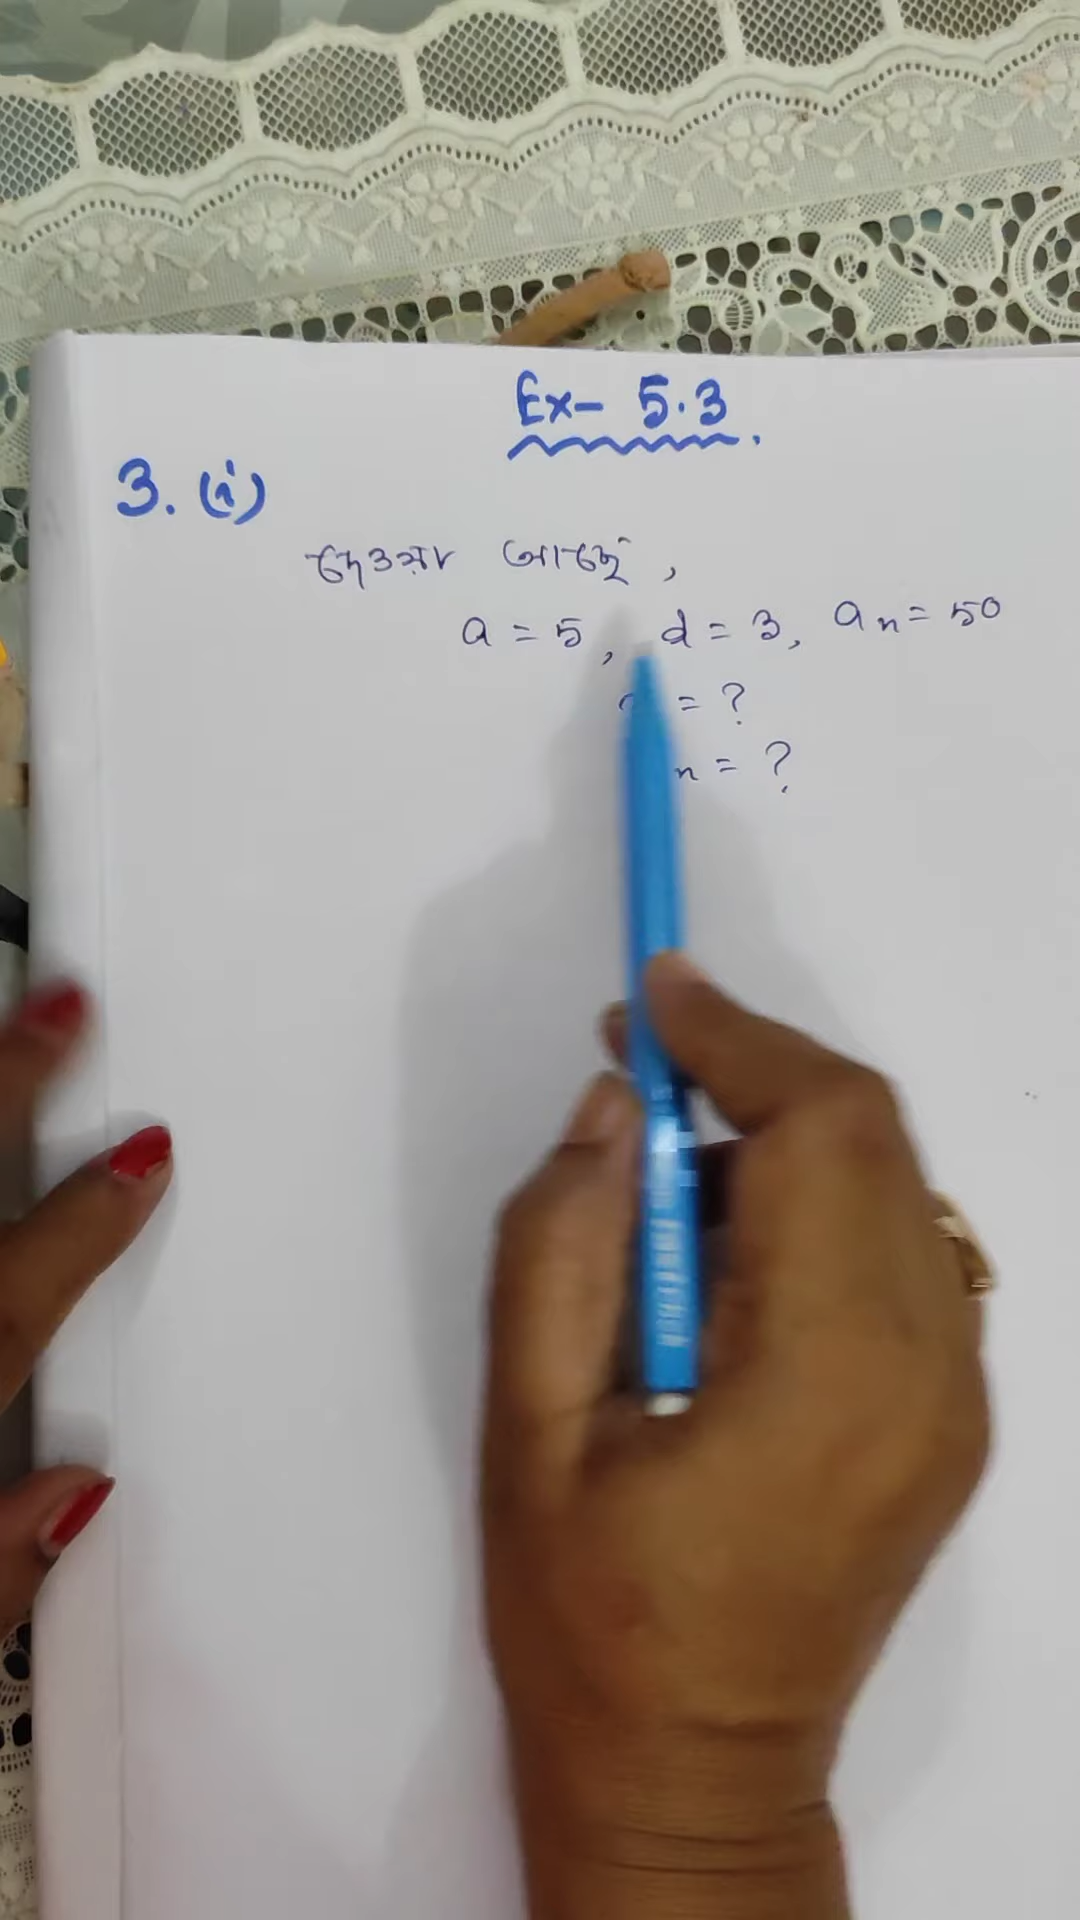 Ex- 5.3
3. (i)
দেওয়া আছে,
a = 5, d = 3, an = 50
= ?
n = ?